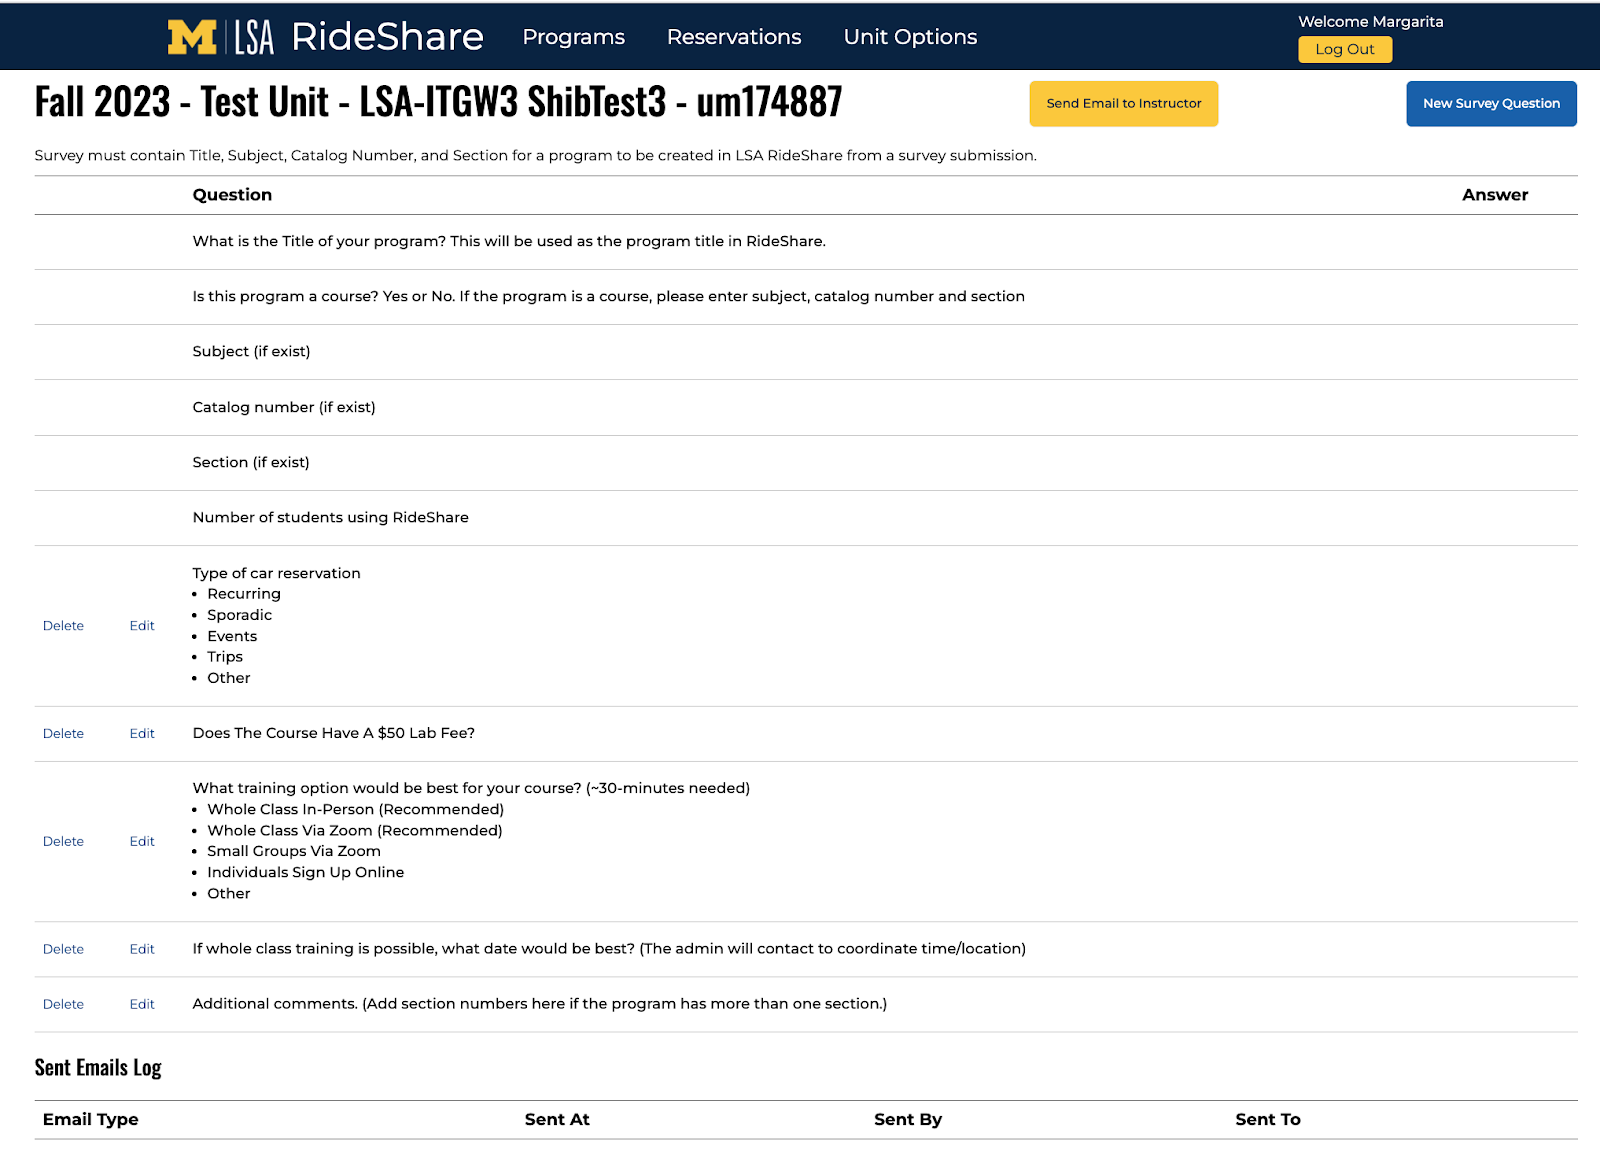 M LSA RideShare Programs Reservations Unit Options Welcome Margarita
Log Out
Fall 2023 - Test Unit - LSA-ITGW3 ShibTest3 - um174887 Send Email to Instructor New Survey Question
Survey must contain Title, Subject, Catalog Number, and Section for a program to be created in LSA RideShare from a survey submission.
Question Answer
What is the Title of your program? This will be used as the program title in RideShare.
Is this program a course? Yes or No. If the program is a course, please enter subject, catalog number and section
Subject (if exist)
Catalog number (if exist)
Section (if exist)
Number of students using RideShare
Type of car reservation
• Recurring
• Sporadic
Delete Edit • Events
• Trips
• Other
Delete Edit Does The Course Have A $50 Lab Fee?
What training option would be best for your course? (~30-minutes needed)
• Whole Class In-Person (Recommended)
• Whole Class Via Zoom (Recommended)
Delete Edit • Small Groups Via Zoom
• Individuals Sign Up Online
• Other
Delete Edit If whole class training is possible, what date would be best? (The admin will contact to coordinate time/location)
Delete Edit Additional comments. (Add section numbers here if the program has more than one section.)
Sent Emails Log
Email Type Sent At Sent By Sent To